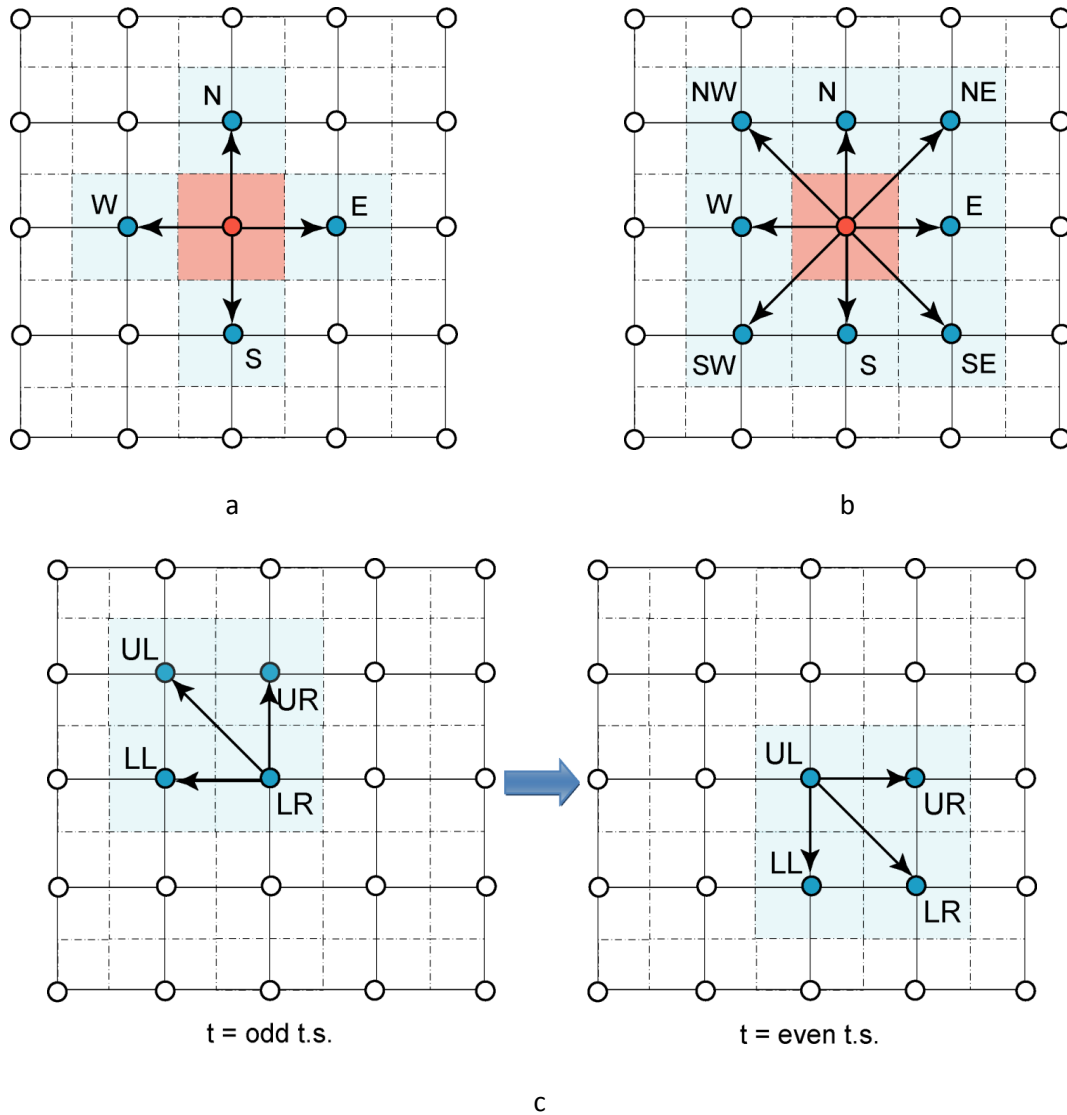 N
W E
S
a
NW N NE
W E
SW S SE
b
UL
UR
LL
LR
t = odd t.s.
UL
UR
LL
LR
t = even t.s.
c